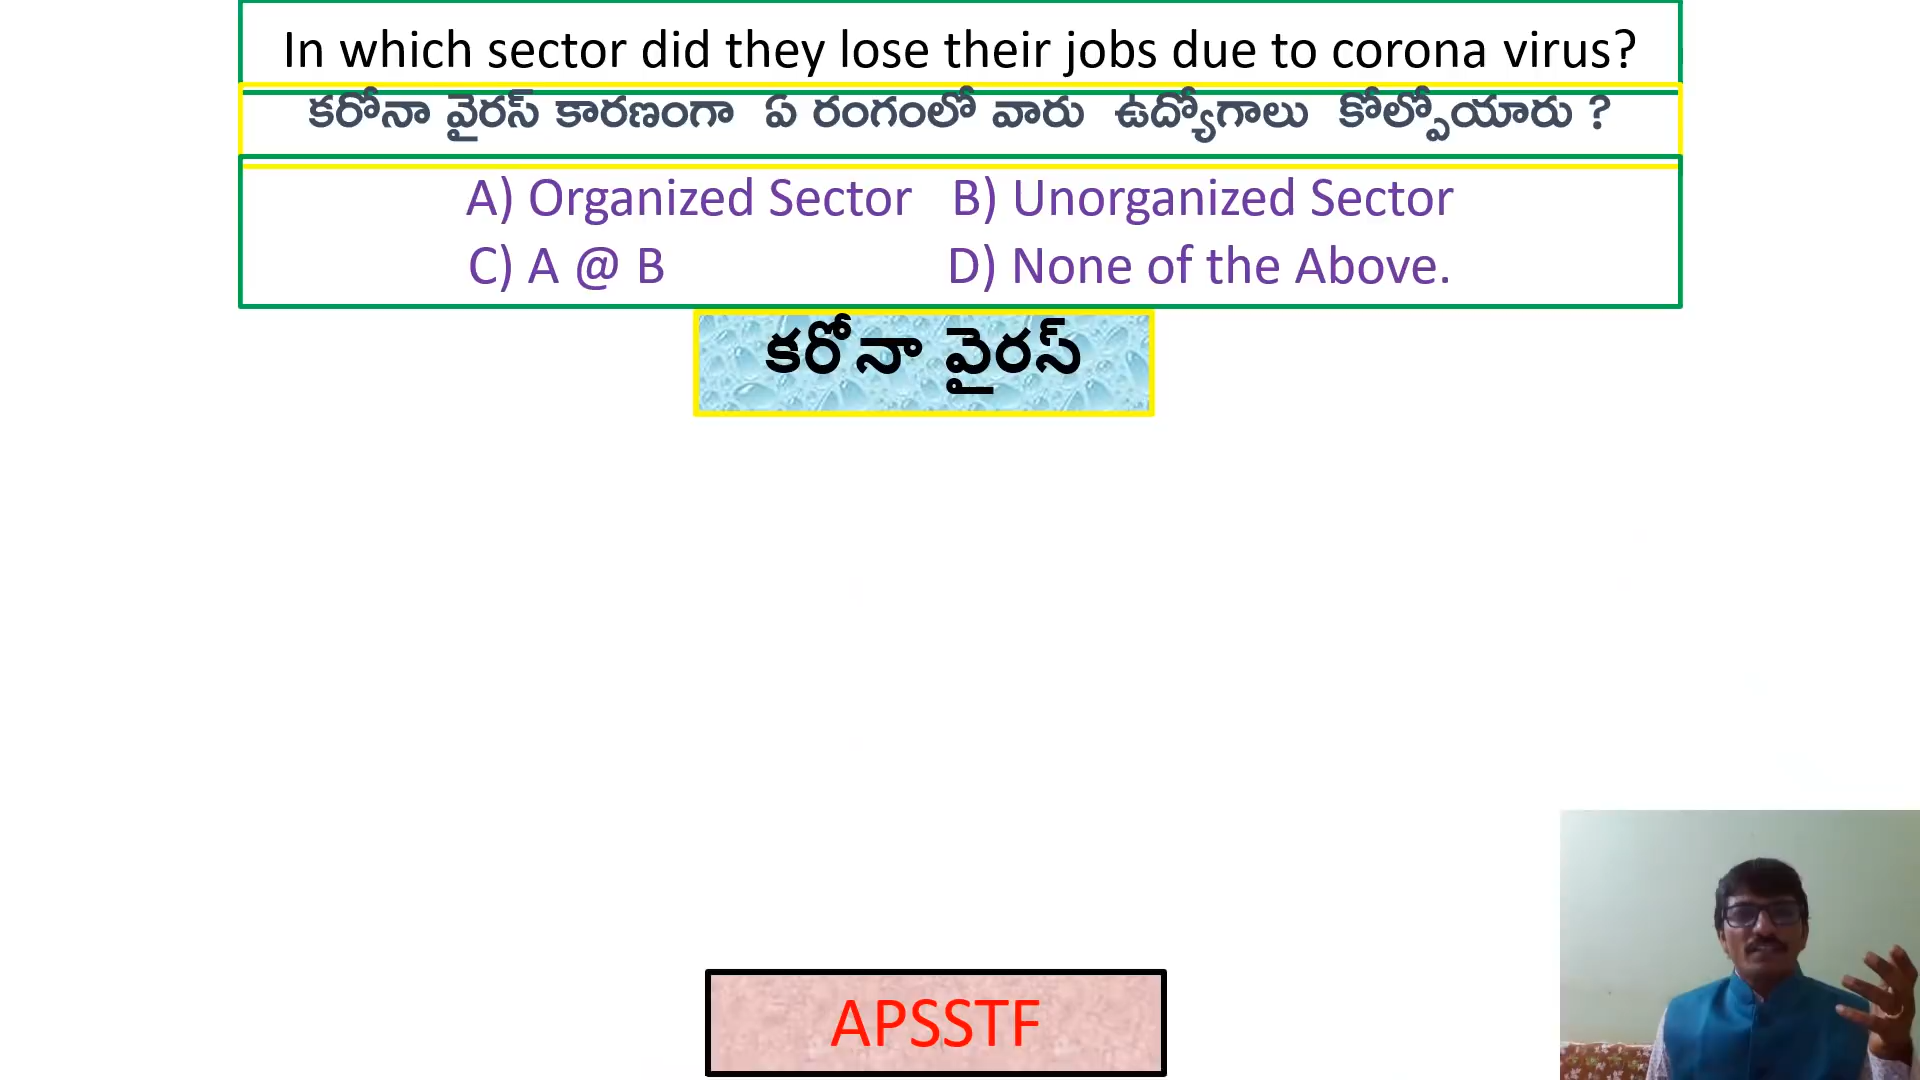 In which sector did they lose their jobs due to corona virus?
కరోనా వైరస్ కారణంగా ఏ రంగంలో వారు ఉద్యోగాలు కోల్పోయారు ?
A) Organized Sector B) Unorganized Sector
C) A @ B D) None of the Above.
కరోనా వైరస్
APSSTF